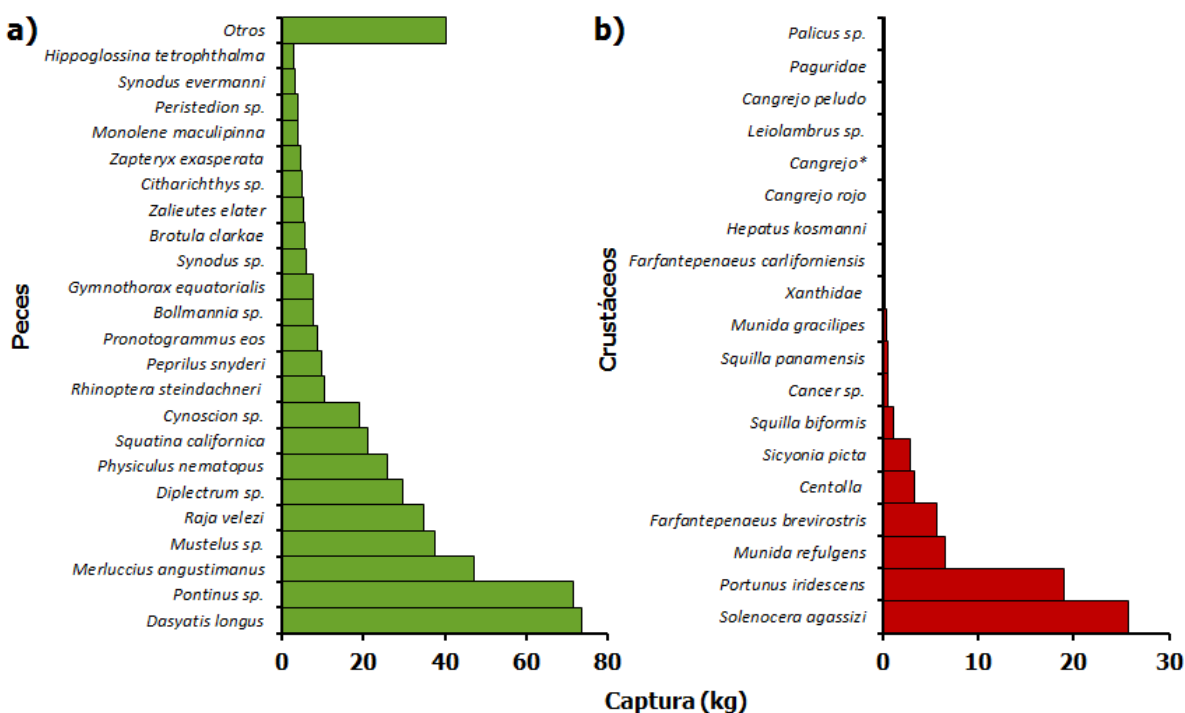 a)
Peces
Otros
Hippoglossina tetrophthalma
Synodus evermanni
Peristedion sp.
Monolene maculipinna
Zapteryx exasperata
Citharichthys sp.
Zalieutes elater
Brotula clarkae
Synodus sp.
Gymnothorax equatorialis
Bollmannia sp.
Pronotogrammus eos
Peprilus snyderi
Rhinoptera steindachneri
Cynoscion sp.
Squatina californica
Physiculus nematopus
Diplectrum sp.
Raja velezi
Mustelus sp.
Merluccius angustimanus
Pontinus sp.
Dasyatis longus
0 20 40 60 80
b)
Crustáceos
Palicus sp.
Paguridae
Cangrejo peludo
Leiolambrus sp.
Cangrejo*
Cangrejo rojo
Hepatus kosmanni
Farfantepenaeus carliforniensis
Xanthidae
Munida gracilipes
Squilla panamensis
Cancer sp.
Squilla biformis
Sicyonia picta
Centolla
Farfantepenaeus brevirostris
Munida refulgens
Portunus iridescens
Solenocera agassizi
0 10 20 30
Captura (kg)